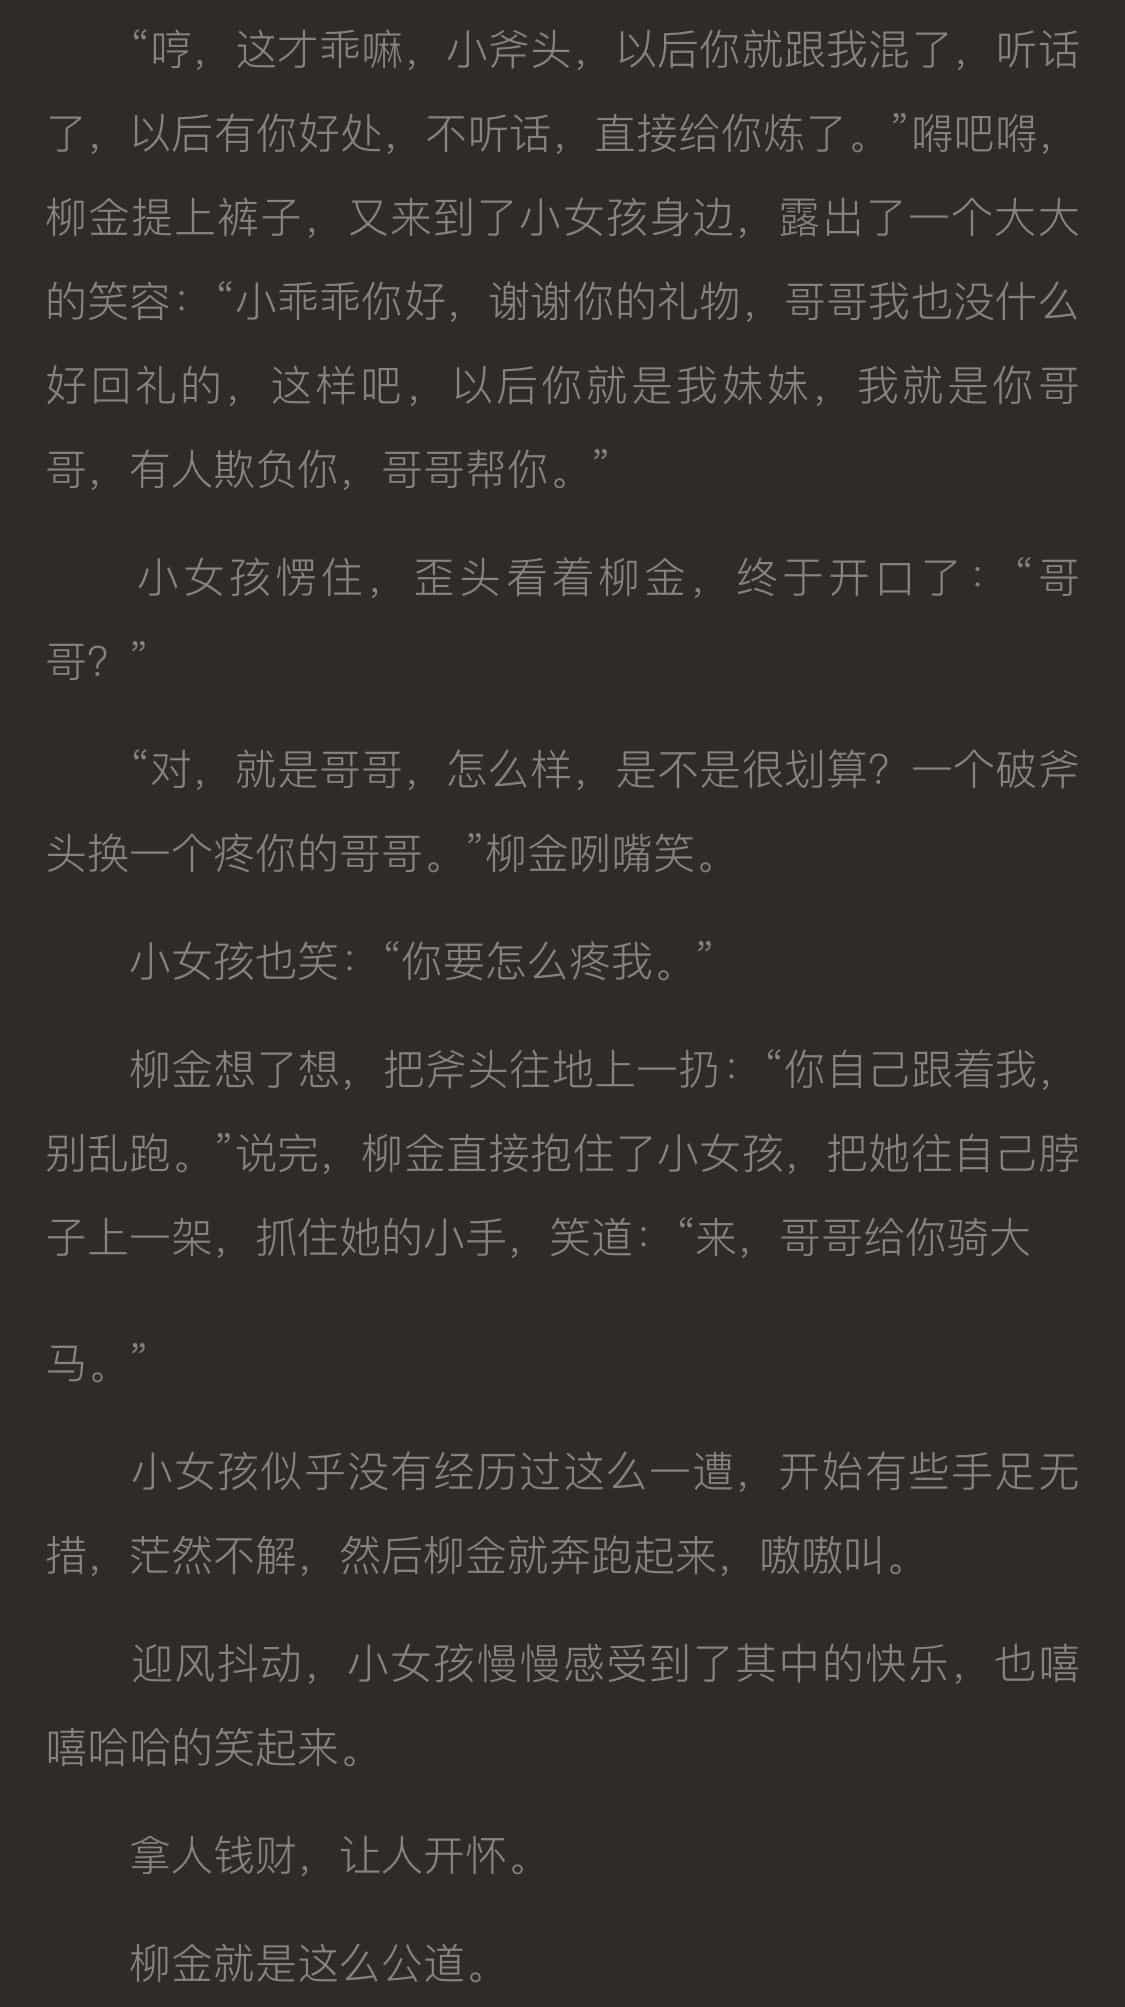 “哼，这才乖嘛，小斧头，以后你就跟我混了，听话
了，以后有你好处，不听话，直接给你炼了。”嘚吧嘚，
柳金提上裤子，又来到了小女孩身边，露出了一个大大
的笑容：“小乖乖你好，谢谢你的礼物，哥哥我也没什么
好回礼的，这样吧，以后你就是我妹妹，我就是你哥
哥，有人欺负你，哥哥帮你。”
小女孩愣住，歪头看着柳金，终于开口了：“哥
哥？”
“对，就是哥哥，怎么样，是不是很划算？一个破斧
头换一个疼你的哥哥。”柳金咧嘴笑。
小女孩也笑：“你要怎么疼我。”
柳金想了想，把斧头往地上一扔：“你自己跟着我，
别乱跑。”说完，柳金直接抱住了小女孩，把她往自己脖
子上一架，抓住她的小手，笑道：“来，哥哥给你骑大
马。”
小女孩似乎没有经历过这么一遭，开始有些手足无
措，茫然不解，然后柳金就奔跑起来，嗷嗷叫。
迎风抖动，小女孩慢慢感受到了其中的快乐，也嘻
嘻哈哈的笑起来。
拿人钱财，让人开怀。
柳金就是这么公道。